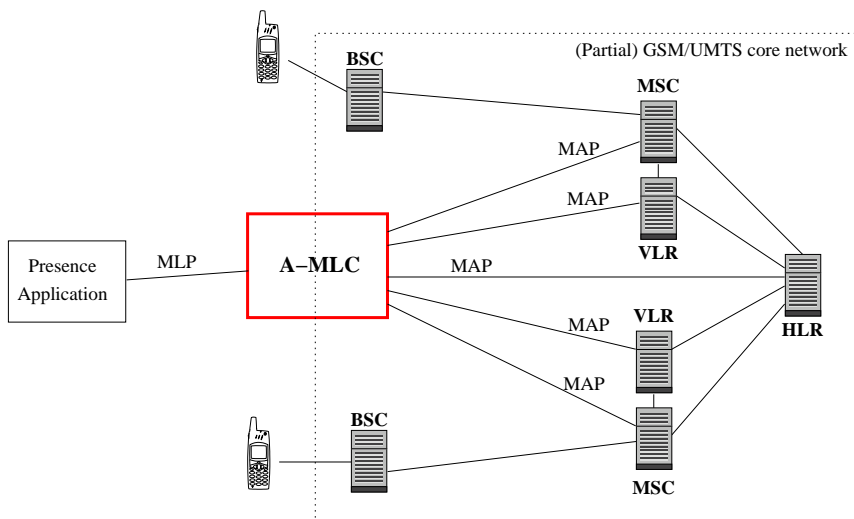 (Partial) GSM/UMTS core network
BSC
MSC
MAP
MAP
VLR
Presence
Application
MLP
A−MLC
MAP
HLR
VLR
MAP
MAP
BSC
MSC